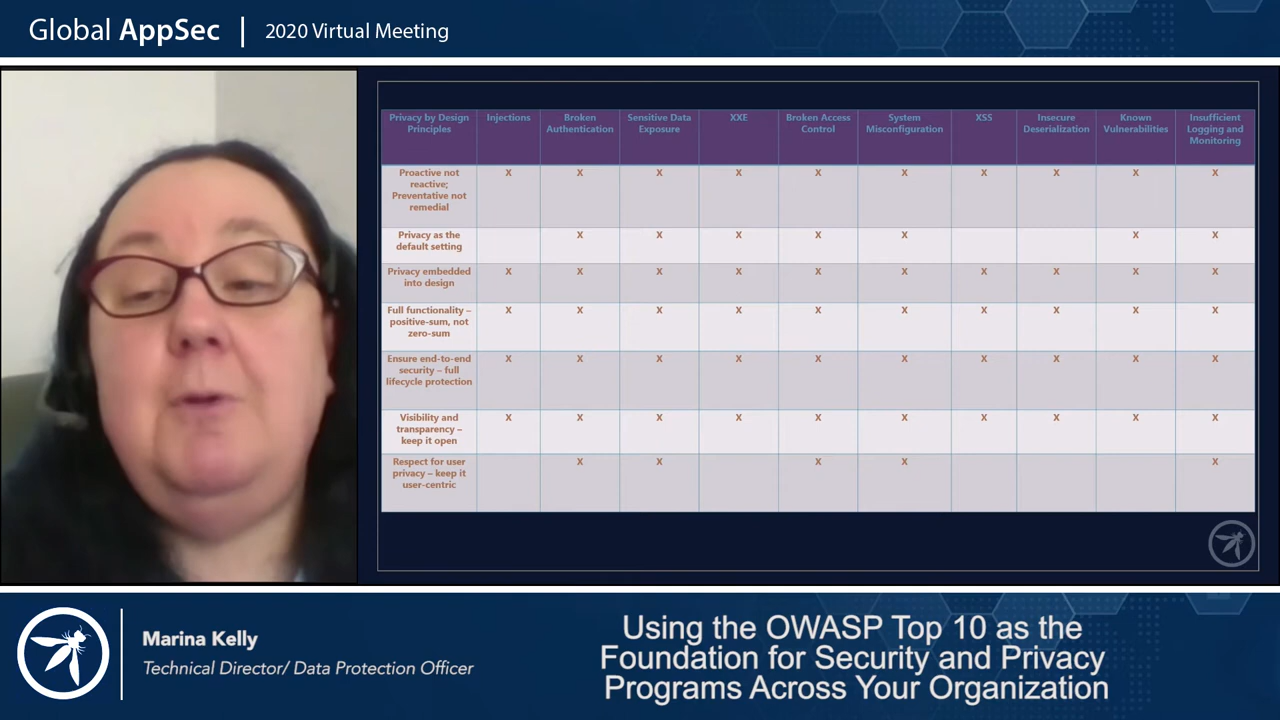 Global AppSec | 2020 Virtual Meeting
Privacy by Design Principles Injections Broken Authentication Sensitive Data Exposure XXE Broken Access Control System Misconfiguration XSS Insecure Deserialization Known Vulnerabilities Insufficient Logging and Monitoring
Proactive not reactive; Preventative not remedial X X X X X X X X X X
Privacy as the default setting X X X X X X X
Privacy embedded into design X X X X X X X X X X
Full functionality – positive-sum, not zero-sum X X X X X X X X X X
Ensure end-to-end security – full lifecycle protection X X X X X X X X X X
Visibility and transparency – keep it open X X X X X X X X X X
Respect for user privacy – keep it user-centric X X X X X
Marina Kelly
Technical Director/ Data Protection Officer
Using the OWASP Top 10 as the
Foundation for Security and Privacy
Programs Across Your Organization